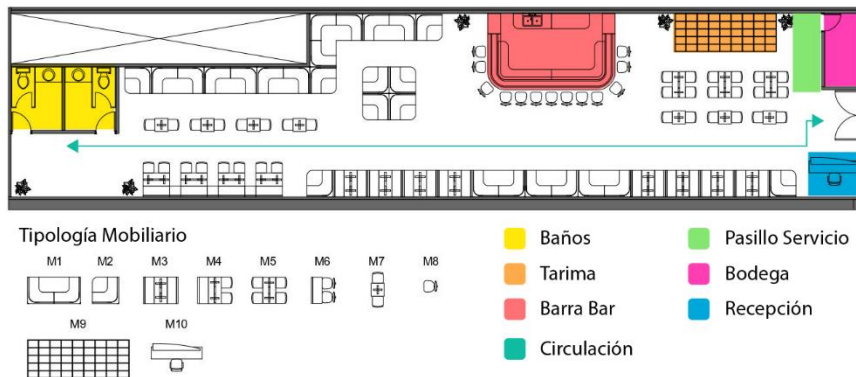 Tipología Mobiliario
M1 M2 M3 M4 M5 M6 M7 M8
M9 M10
Baños
Tarima
Barra Bar
Circulación
Pasillo Servicio
Bodega
Recepción